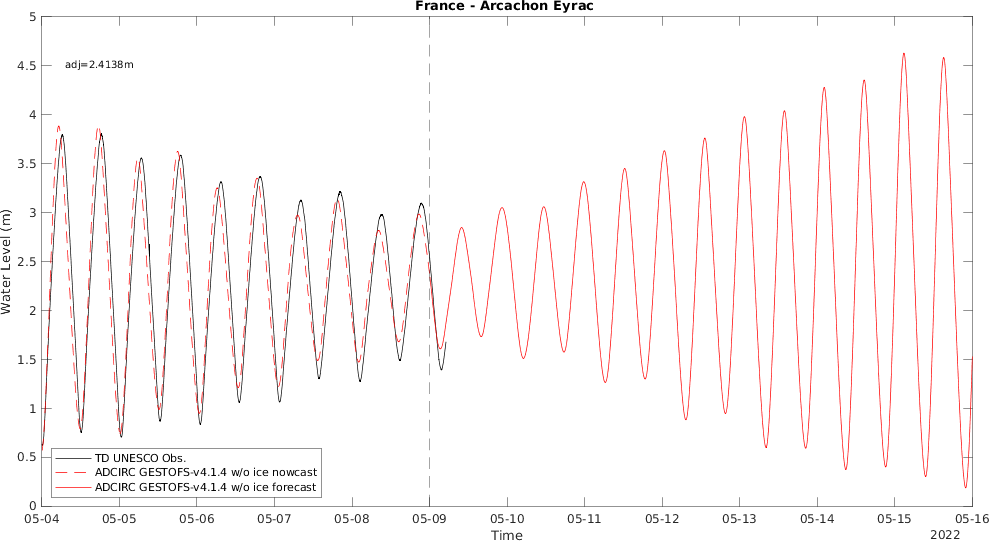 France - Arcachon Eyrac
5
4.5
4
3.5
3
2.5
2
1.5
1
0.5
0
Water Level (m)
adj=2.4138m
TD UNESCO Obs.
ADCIRC GESTOFS-v4.1.4 w/o ice nowcast
ADCIRC GESTOFS-v4.1.4 w/o ice forecast
05-04 05-05 05-06 05-07 05-08 05-09 05-10 05-11 05-12 05-13 05-14 05-15 05-16
Time
2022